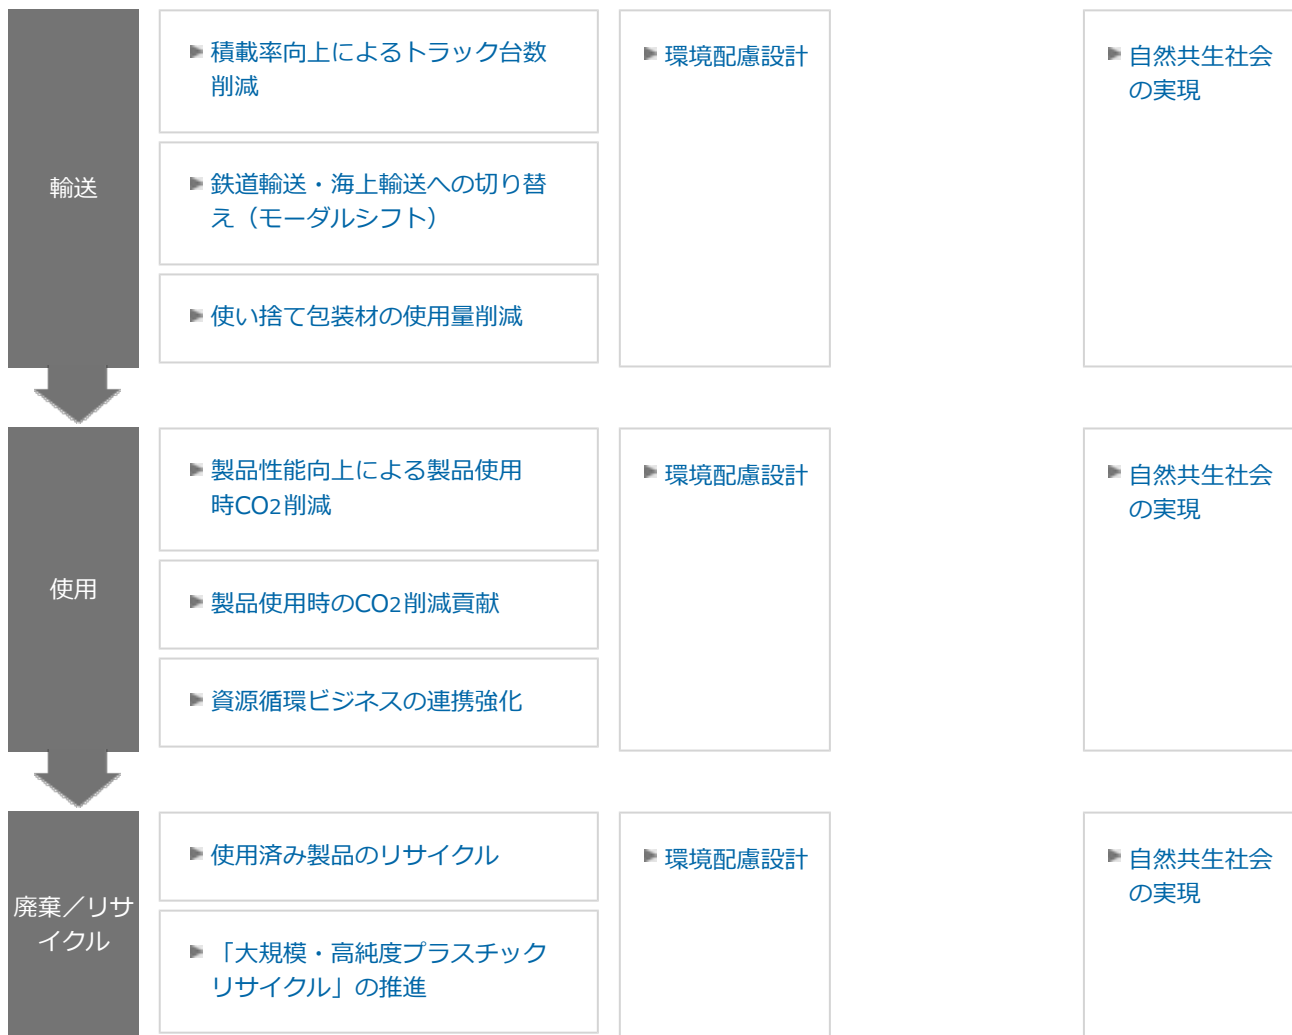 輸送
積載率向上によるトラック台数
削減
鉄道輸送・海上輸送への切り替
え（モーダルシフト）
使い捨て包装材の使用量削減
環境配慮設計
自然共生社会
の実現
使用
製品性能向上による製品使用
時CO2削減
製品使用時のCO2削減貢献
資源循環ビジネスの連携強化
環境配慮設計
自然共生社会
の実現
廃棄／リサ
イクル
使用済み製品のリサイクル
「大規模・高純度プラスチック
リサイクル」の推進
環境配慮設計
自然共生社会
の実現